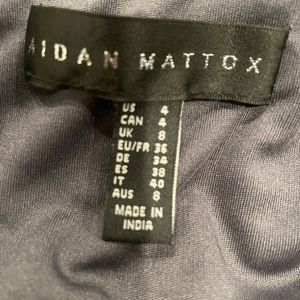 AIDAN MATTOX
US 4
CAN 4
UK 8
EU/FR 36
DE 34
ES 38
IT 40
AUS 8
MADE IN
INDIA